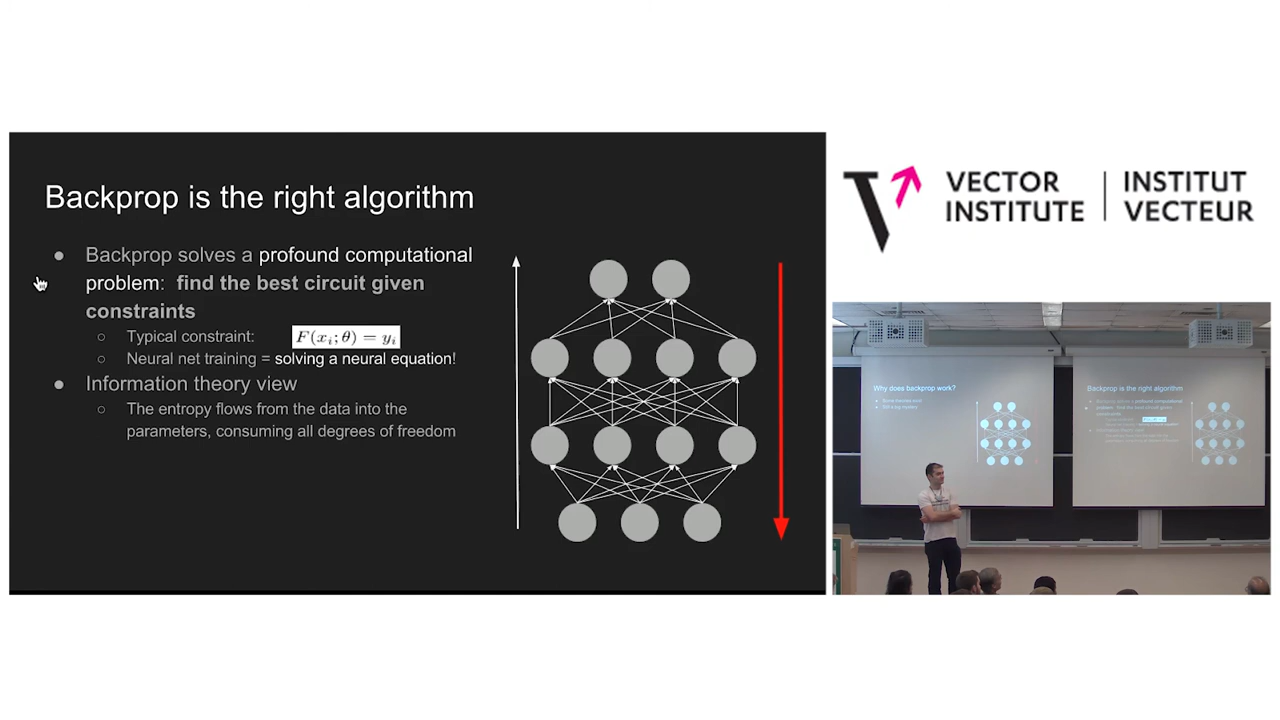 Backprop is the right algorithm
● Backprop solves a profound computational
problem: find the best circuit given
constraints
○ Typical constraint: F(xᵢ; θ) = yᵢ
○ Neural net training = solving a neural equation!
● Information theory view
○ The entropy flows from the data into the
parameters, consuming all degrees of freedom
VECTOR
INSTITUTE
INSTITUT
VECTEUR
Why does backprop work?
Backprop is the right algorithm